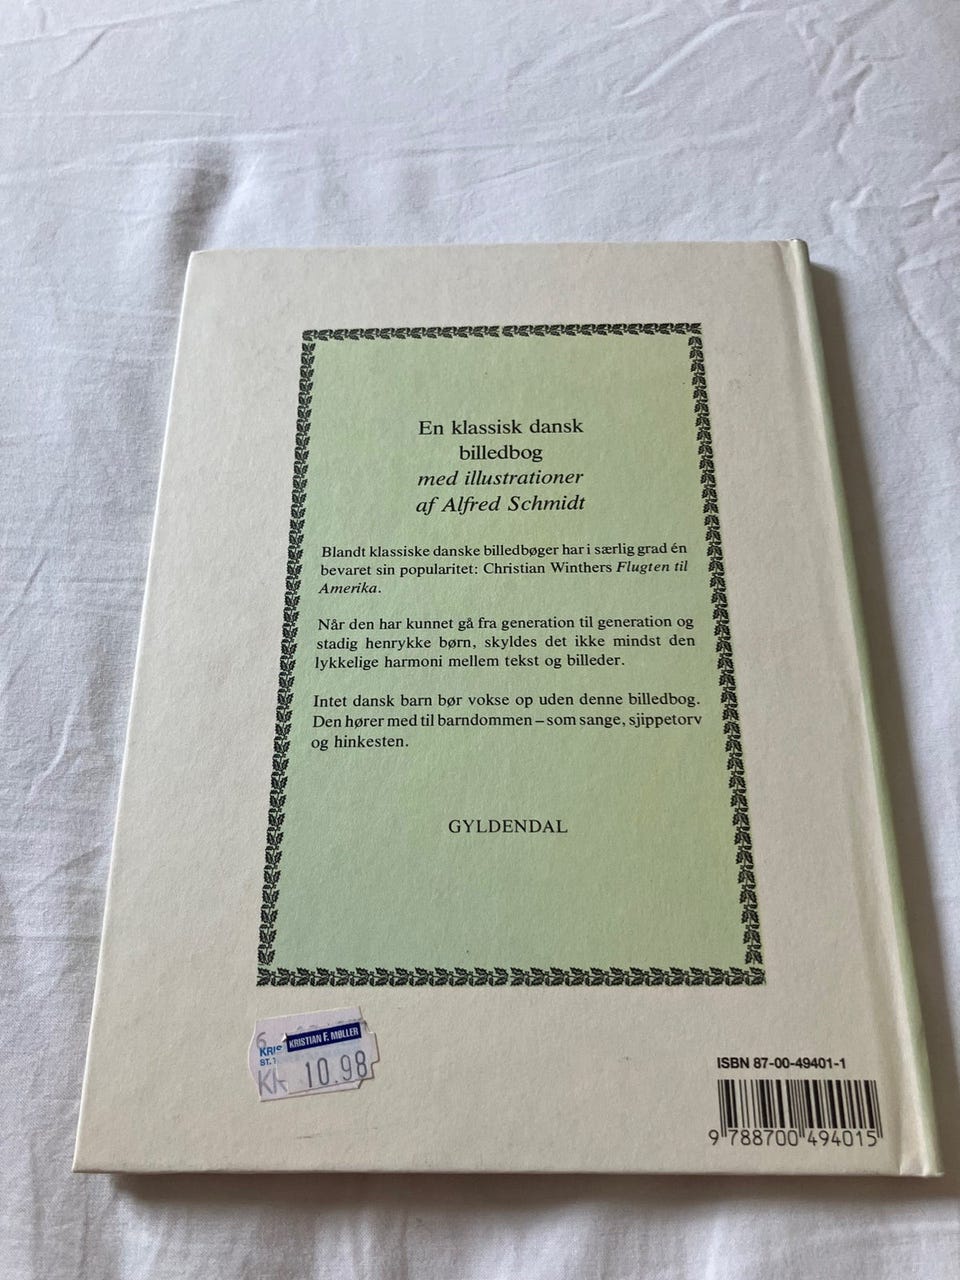 En klassisk dansk
billedbog
med illustrationer
af Alfred Schmidt
Blandt klassiske danske billedbøger har i særlig grad én
bevaret sin popularitet: Christian Winthers Flugten til
Amerika.
Når den har kunnet gå fra generation til generation og
stadig henrykke børn, skyldes det ikke mindst den
lykkelige harmoni mellem tekst og billeder.
Intet dansk barn bør vokse op uden denne billedbog.
Den hører med til barndommen – som sange, sjippetorv
og hinkesten.
GYLDENDAL
6
KRISTIAN F. MØLLER
ST.
10.98
ISBN 87-00-49401-1
9 788700 494015